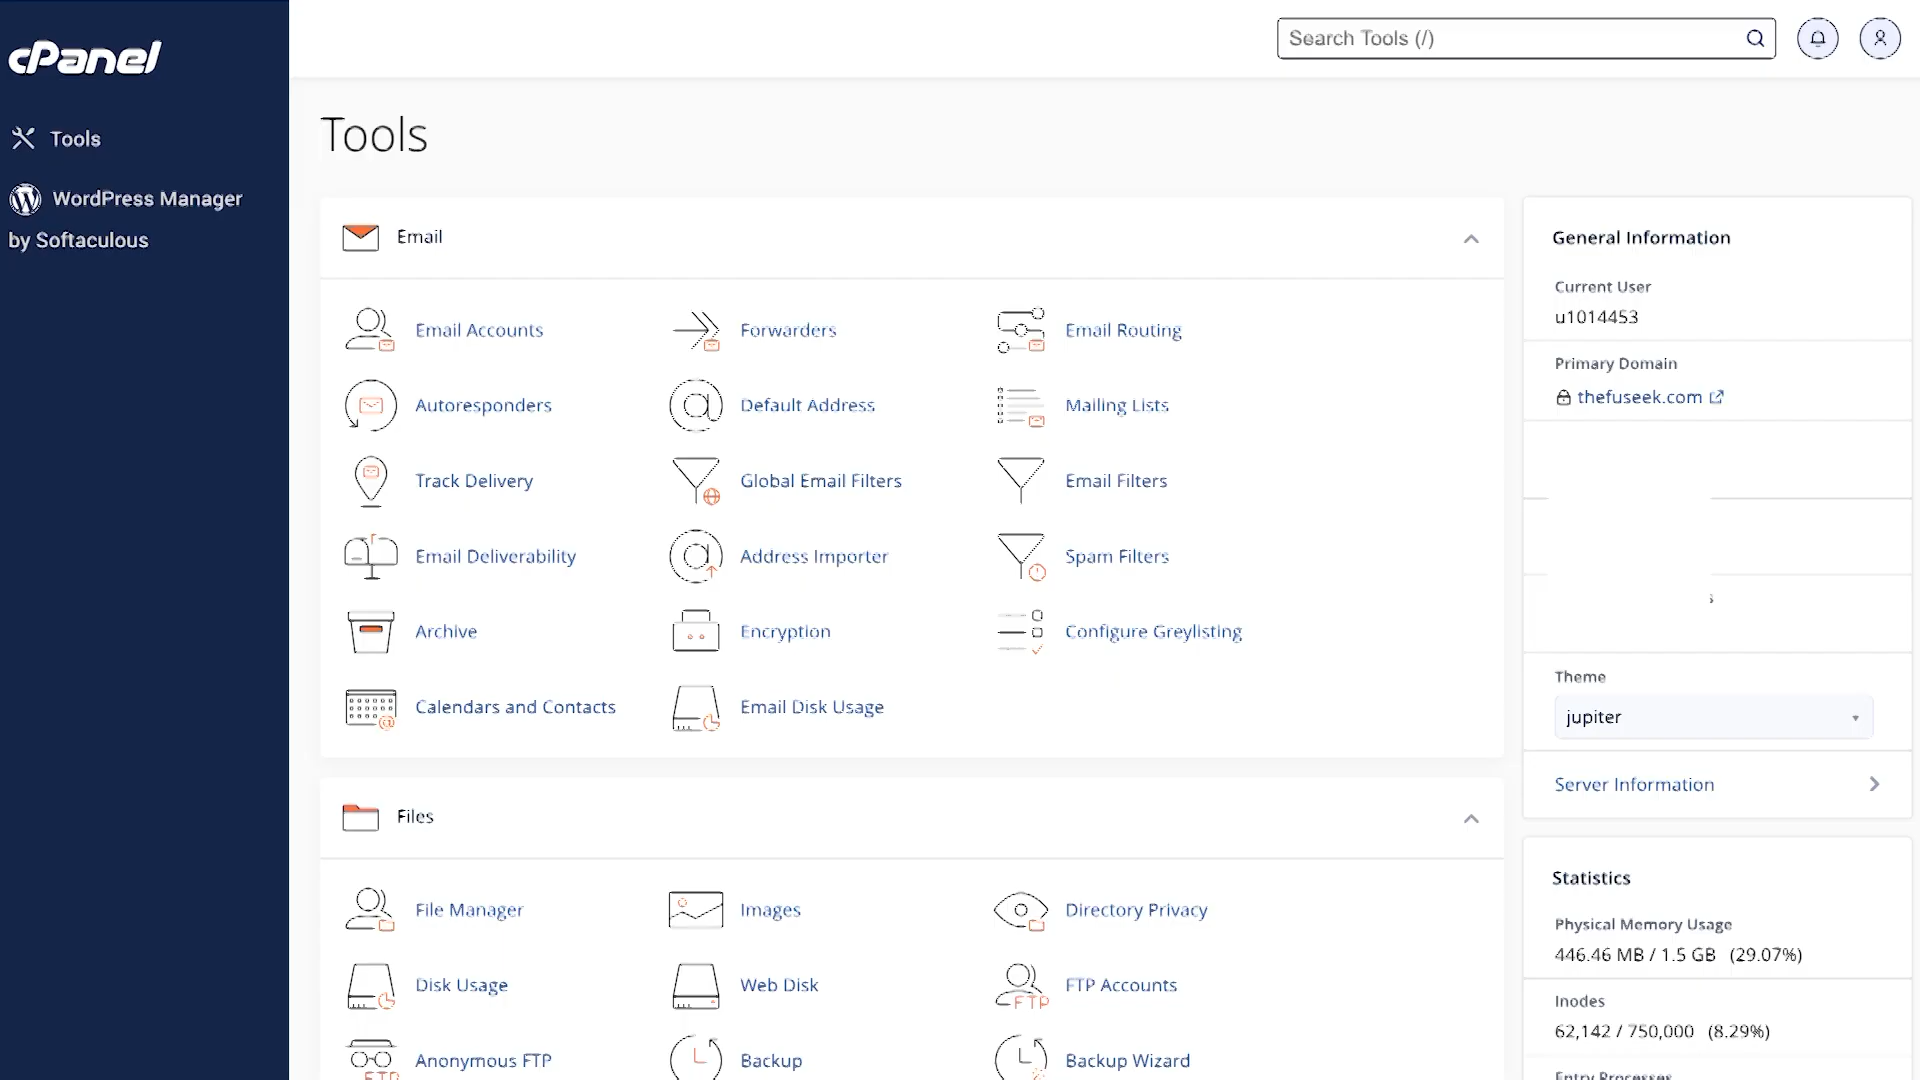 cPanel
Search Tools (/)
Tools
WordPress Manager
by Softaculous
Tools
Email
Email Accounts
Forwarders
Email Routing
Autoresponders
Default Address
Mailing Lists
Track Delivery
Global Email Filters
Email Filters
Email Deliverability
Address Importer
Spam Filters
Archive
Encryption
Configure Greylisting
Calendars and Contacts
Email Disk Usage
Files
File Manager
Images
Directory Privacy
Disk Usage
Web Disk
FTP
FTP Accounts
FTP
Anonymous FTP
Backup
Backup Wizard
General Information
Current User
u1014453
Primary Domain
thefuseek.com
s
Theme
jupiter
Server Information
Statistics
Physical Memory Usage
446.46 MB / 1.5 GB (29.07%)
Inodes
62,142 / 750,000 (8.29%)
Entry Processes